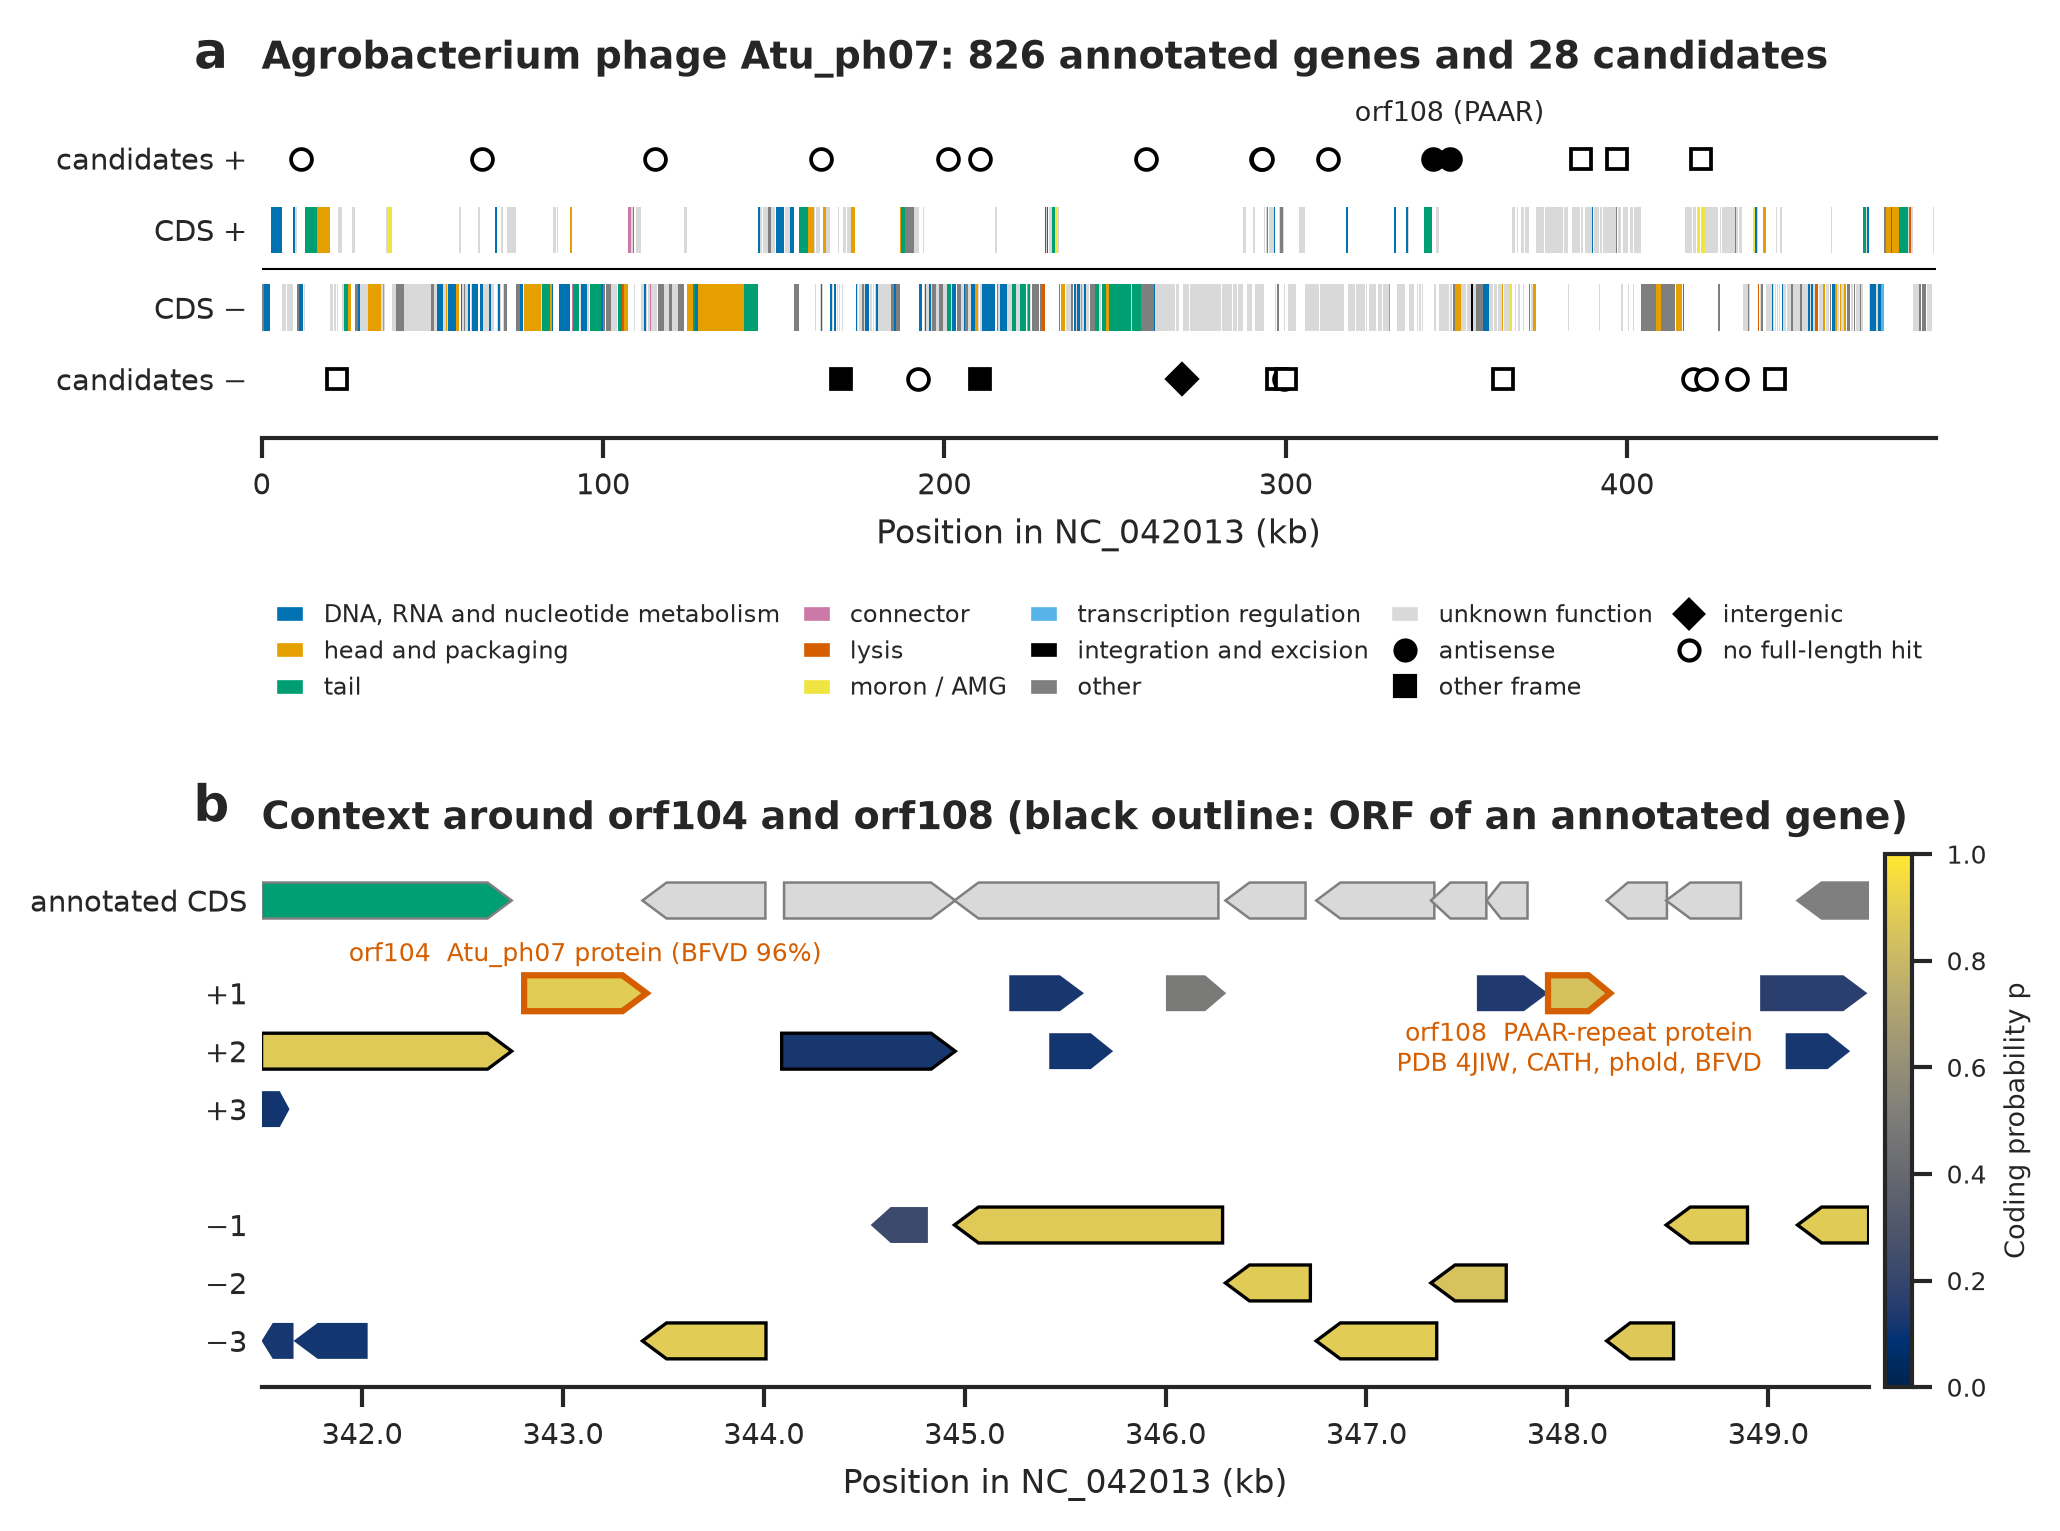 a
Agrobacterium phage Atu_ph07: 826 annotated genes and 28 candidates
orf108 (PAAR)
candidates +
CDS +
CDS −
candidates −
0 100 200 300 400
Position in NC_042013 (kb)
DNA, RNA and nucleotide metabolism
head and packaging
tail
connector
lysis
moron / AMG
transcription regulation
integration and excision
other
unknown function
antisense
other frame
intergenic
no full-length hit
b
Context around orf104 and orf108 (black outline: ORF of an annotated gene)
annotated CDS
orf104 Atu_ph07 protein (BFVD 96%)
+1
orf108 PAAR-repeat protein
PDB 4JIW, CATH, phold, BFVD
+2
+3
−1
−2
−3
342.0 343.0 344.0 345.0 346.0 347.0 348.0 349.0
Position in NC_042013 (kb)
1.0
0.8
0.6
0.4
0.2
0.0
Coding probability p